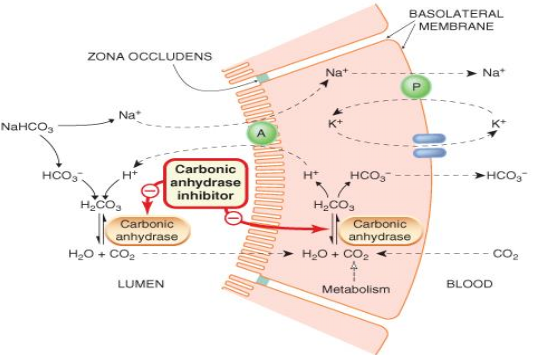 BASOLATERAL
MEMBRANE
ZONA OCCLUDENS
Na⁺
Na⁺
P
Na⁺
NaHCO₃
A
K⁺
K⁺
HCO₃⁻
H⁺
Carbonic
anhydrase
inhibitor
H⁺
HCO₃⁻
HCO₃⁻
H₂CO₃
H₂CO₃
Carbonic
anhydrase
Carbonic
anhydrase
H₂O + CO₂
H₂O + CO₂
CO₂
LUMEN
Metabolism
BLOOD